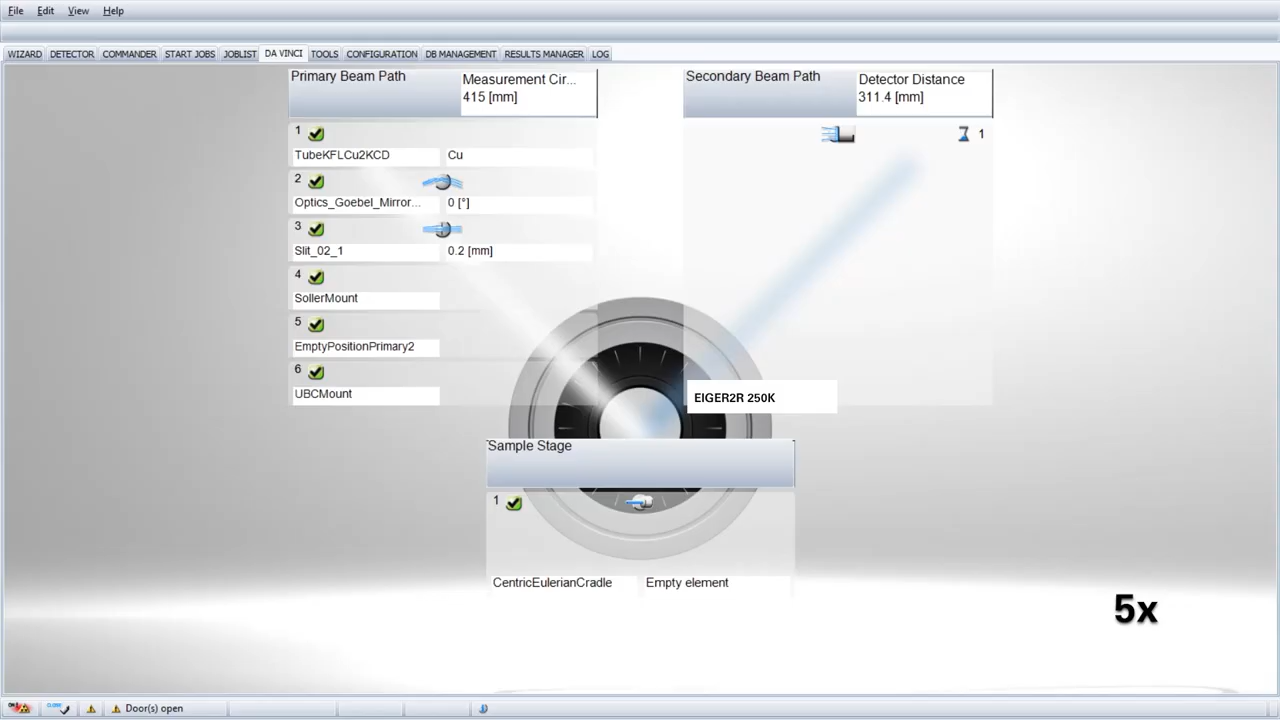 File Edit View Help
WIZARD DETECTOR COMMANDER START JOBS JOBLIST DA VINCI TOOLS CONFIGURATION DB MANAGEMENT RESULTS MANAGER LOG
Primary Beam Path
Measurement Cir...
415 [mm]
1
TubeKFLCu2KCD Cu
2
Optics_Goebel_Mirror... 0 [°]
3
Slit_02_1 0.2 [mm]
4
SollerMount
5
EmptyPositionPrimary2
6
UBCMount
Secondary Beam Path
Detector Distance
311.4 [mm]
1
EIGER2R 250K
Sample Stage
1
CentricEulerianCradle Empty element
5x
Door(s) open